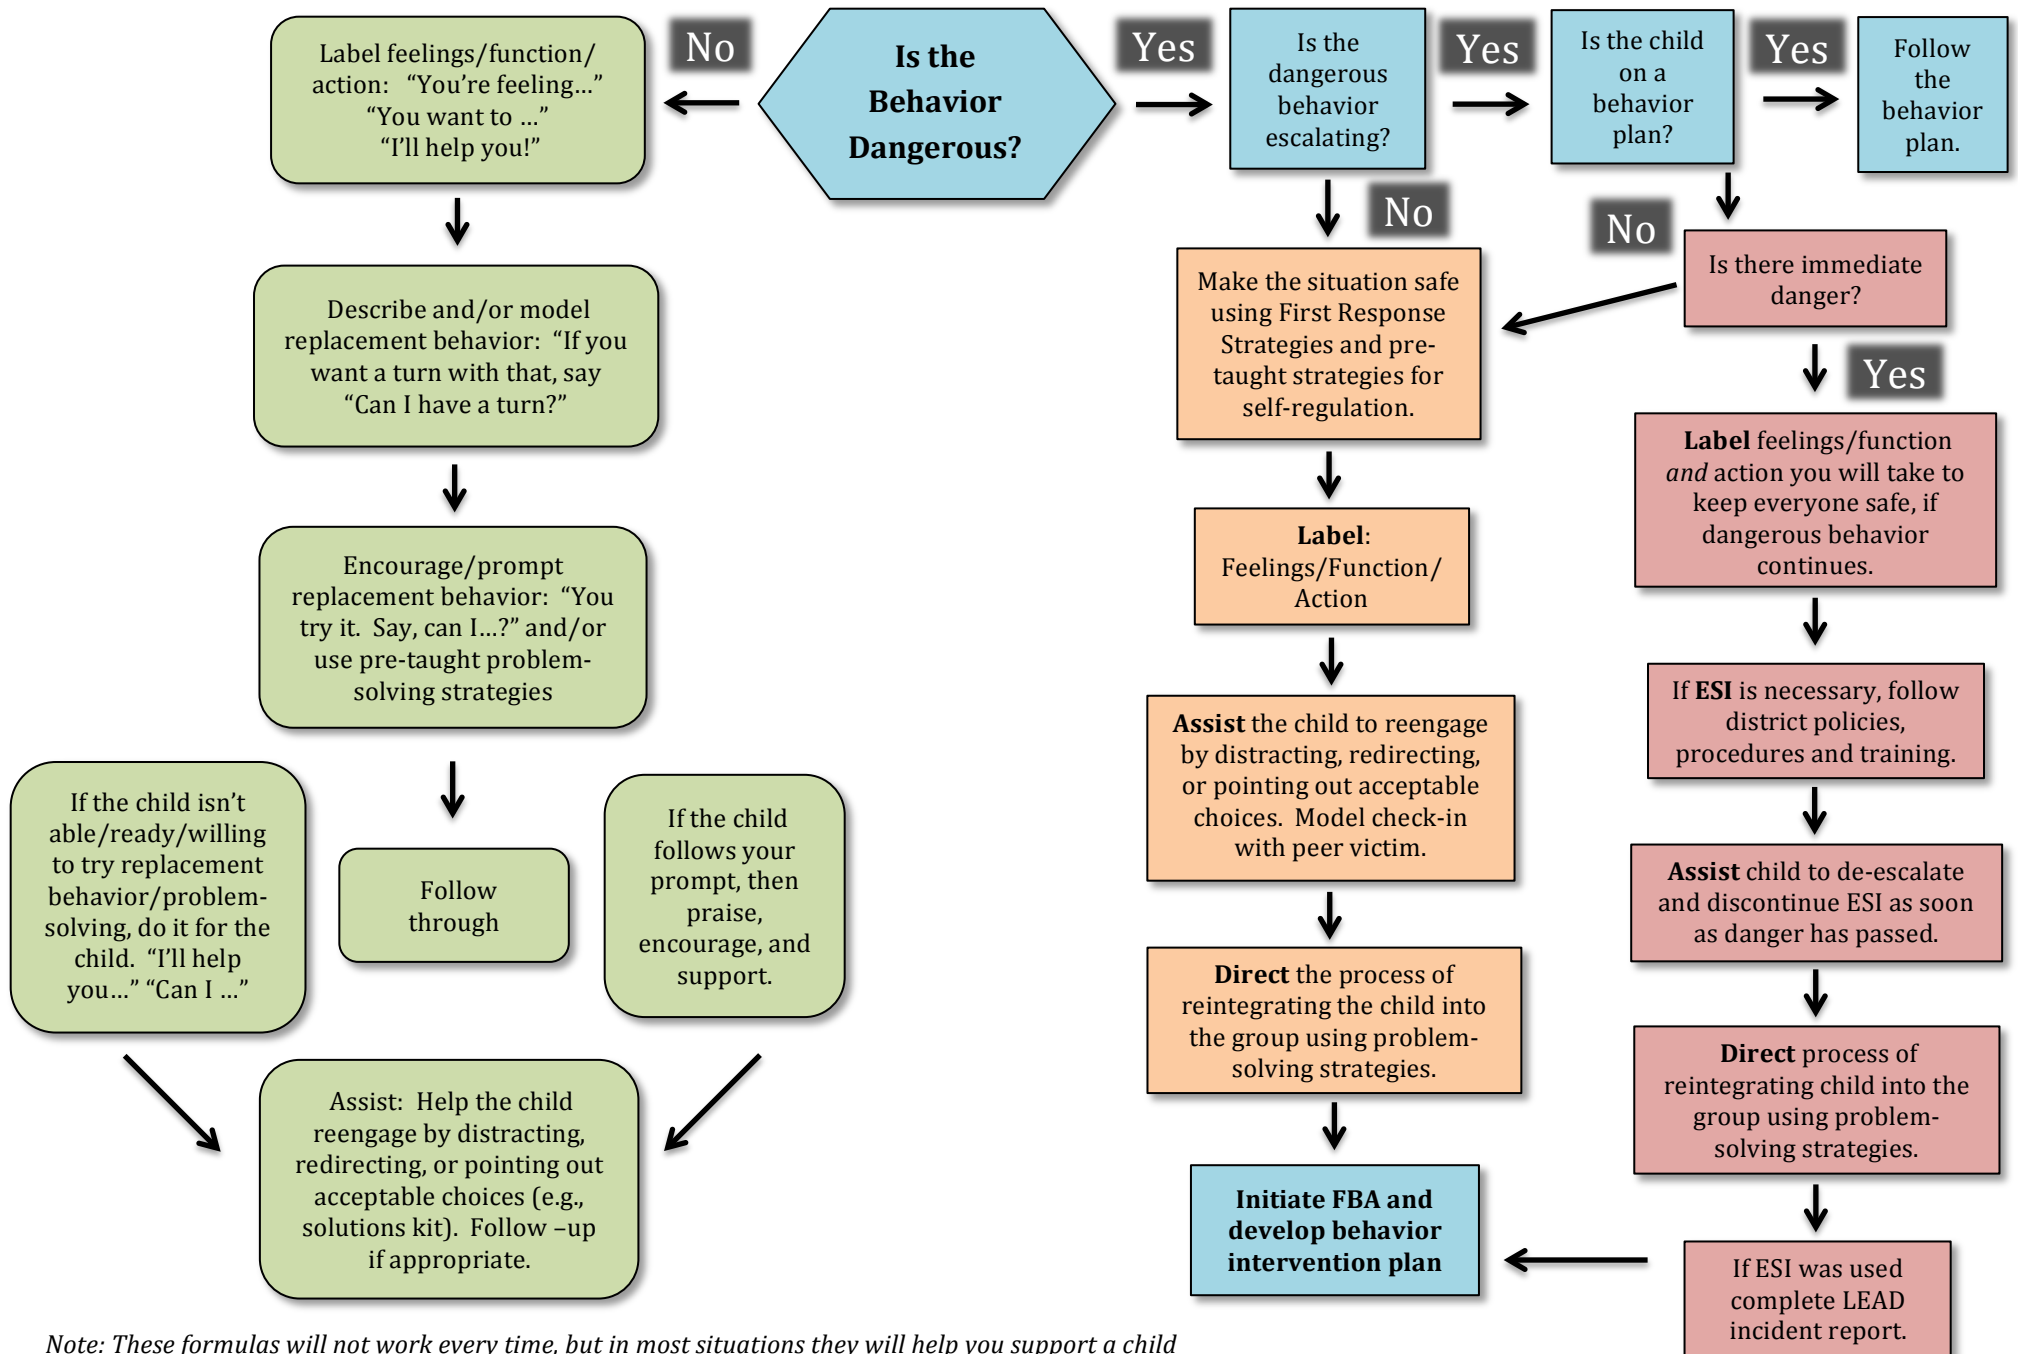 Is the
Behavior
Dangerous?
No
Label feelings/function/
action:  “You’re feeling…”
“You want to …”
“I’ll help you!”
Describe and/or model
replacement behavior:  “If you
want a turn with that, say
“Can I have a turn?”
Encourage/prompt
replacement behavior:  “You
try it.  Say, can I…?” and/or
use pre-taught problem-
solving strategies
If the child isn’t
able/ready/willing
to try replacement
behavior/problem-
solving, do it for the
child.  “I’ll help
you…” “Can I …”
Follow
through
If the child
follows your
prompt, then
praise,
encourage, and
support.
Assist:  Help the child
reengage by distracting,
redirecting, or pointing out
acceptable choices (e.g.,
solutions kit).  Follow –up
if appropriate.
Yes
Is the
dangerous
behavior
escalating?
Yes
Is the child
on a
behavior
plan?
Yes
Follow
the
behavior
plan.
No
Make the situation safe
using First Response
Strategies and pre-
taught strategies for
self-regulation.
Label:
Feelings/Function/
Action
Assist the child to reengage
by distracting, redirecting,
or pointing out acceptable
choices.  Model check-in
with peer victim.
Direct the process of
reintegrating the child into
the group using problem-
solving strategies.
Initiate FBA and
develop behavior
intervention plan
No
Is there immediate
danger?
Yes
Label feelings/function
and action you will take to
keep everyone safe, if
dangerous behavior
continues.
If ESI is necessary, follow
district policies,
procedures and training.
Assist child to de-escalate
and discontinue ESI as soon
as danger has passed.
Direct process of
reintegrating child into the
group using problem-
solving strategies.
If ESI was used
complete LEAD
incident report.
Note: These formulas will not work every time, but in most situations they will help you support a child